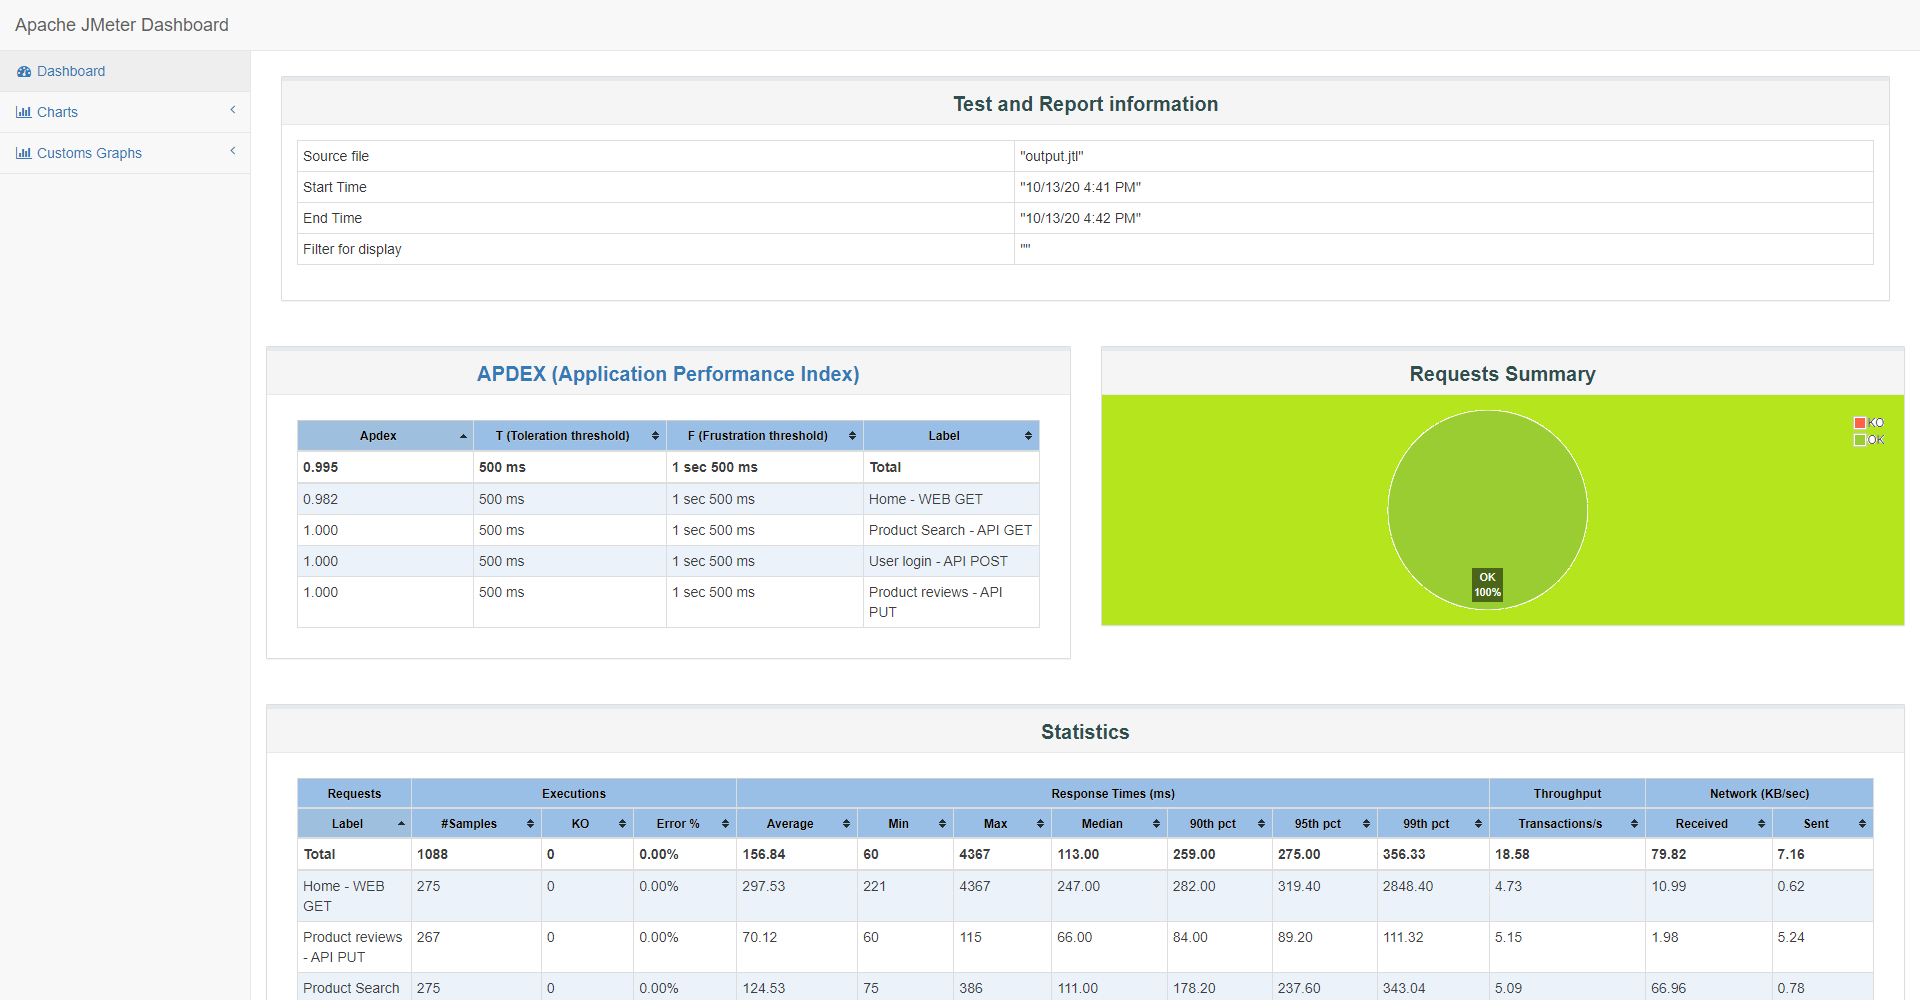 Apache JMeter Dashboard
Dashboard
Charts
Customs Graphs
Test and Report information
Source file "output.jtl"
Start Time "10/13/20 4:41 PM"
End Time "10/13/20 4:42 PM"
Filter for display ""
APDEX (Application Performance Index)
Apdex T (Toleration threshold) F (Frustration threshold) Label
0.995 500 ms 1 sec 500 ms Total
0.982 500 ms 1 sec 500 ms Home - WEB GET
1.000 500 ms 1 sec 500 ms Product Search - API GET
1.000 500 ms 1 sec 500 ms User login - API POST
1.000 500 ms 1 sec 500 ms Product reviews - API
PUT
Requests Summary
KO
OK
OK
100%
Statistics
Requests Executions Response Times (ms) Throughput Network (KB/sec)
Label #Samples KO Error % Average Min Max Median 90th pct 95th pct 99th pct Transactions/s Received Sent
Total 1088 0 0.00% 156.84 60 4367 113.00 259.00 275.00 356.33 18.58 79.82 7.16
Home - WEB 275 0 0.00% 297.53 221 4367 247.00 282.00 319.40 2848.40 4.73 10.99 0.62
GET
Product reviews 267 0 0.00% 70.12 60 115 66.00 84.00 89.20 111.32 5.15 1.98 5.24
- API PUT
Product Search 275 0 0.00% 124.53 75 386 111.00 178.20 237.60 343.04 5.09 66.96 0.78